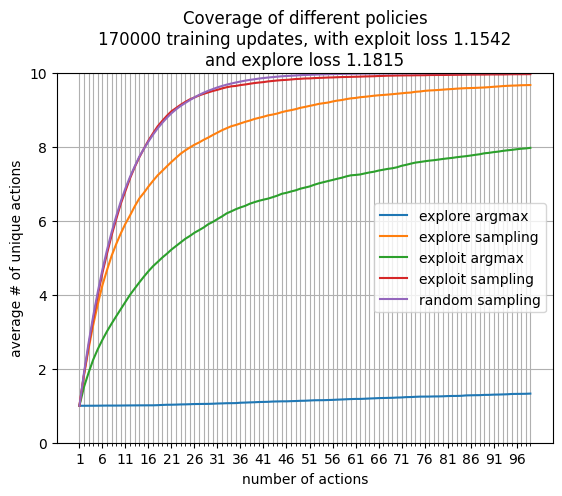 Coverage of different policies
170000 training updates, with exploit loss 1.1542
and explore loss 1.1815
10
8
6
4
2
0
average # of unique actions
explore argmax
explore sampling
exploit argmax
exploit sampling
random sampling
1 6 11 16 21 26 31 36 41 46 51 56 61 66 71 76 81 86 91 96
number of actions